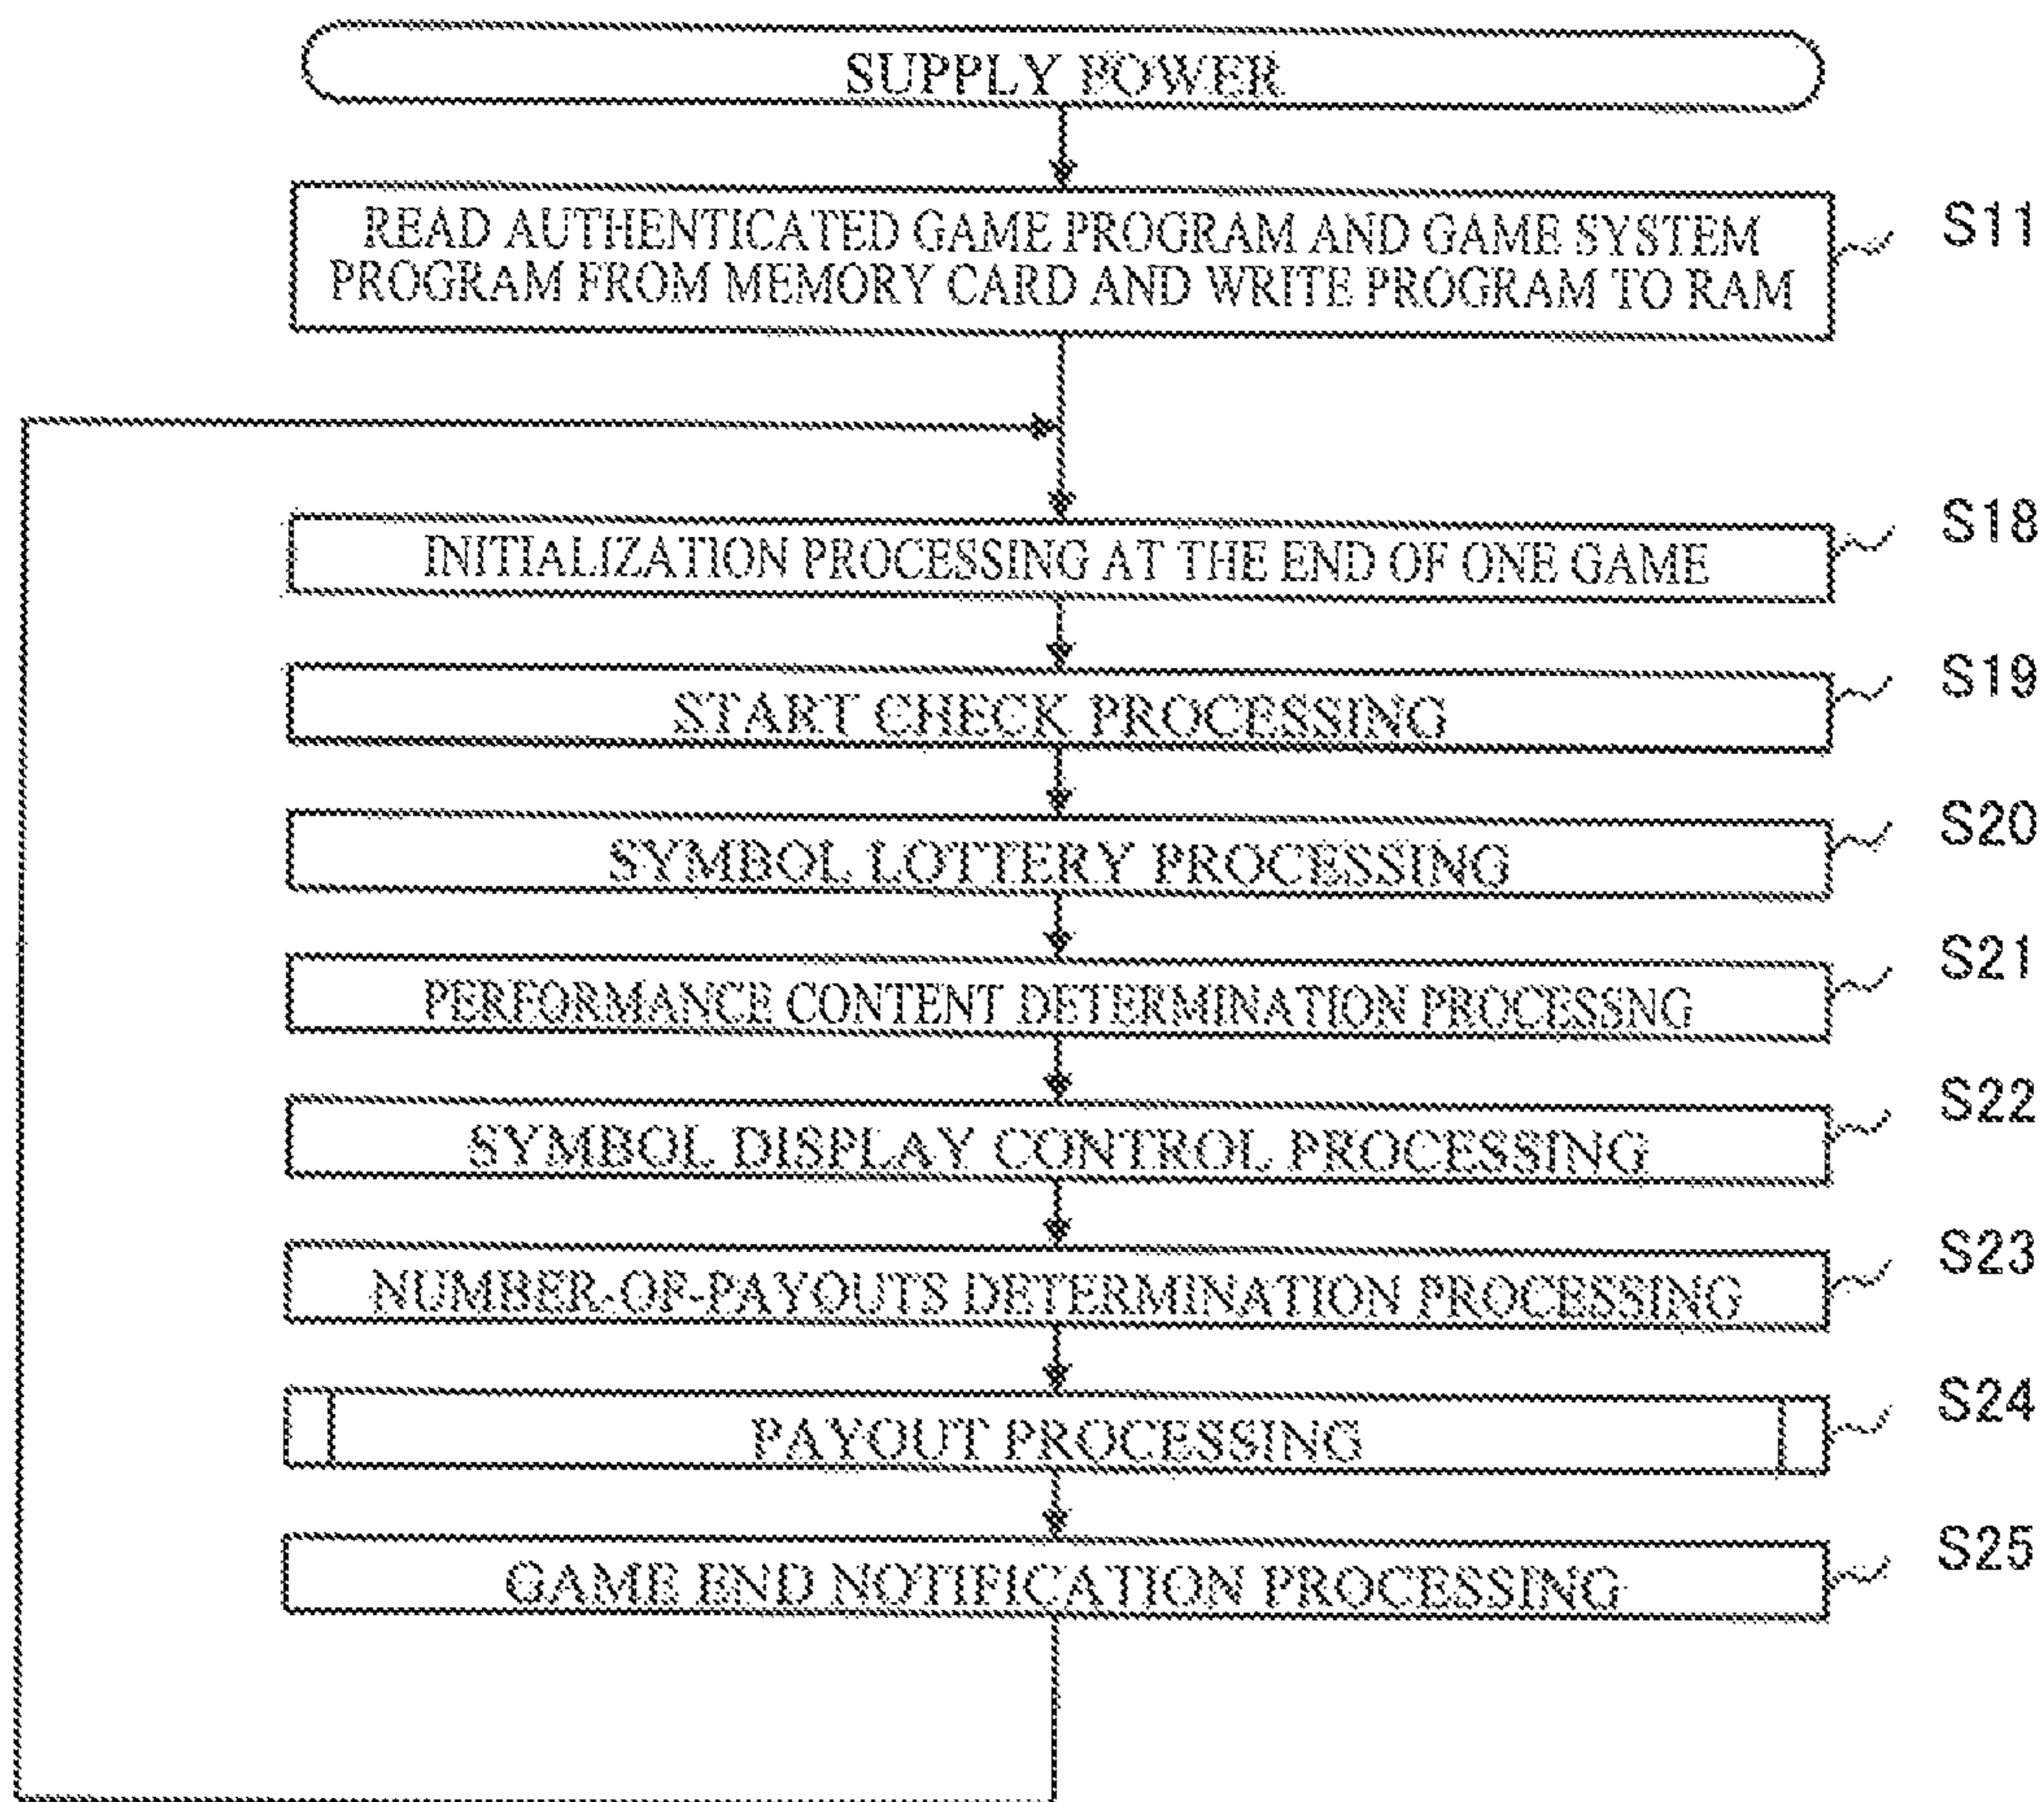 SUPPLY POWER
READ AUTHENTICATED GAME PROGRAM AND GAME SYSTEM
PROGRAM FROM MEMORY CARD AND WRITE PROGRAM TO RAM
S11
INITIALIZATION PROCESSING AT THE END OF ONE GAME
S18
START CHECK PROCESSING
S19
SYMBOL LOTTERY PROCESSING
S20
PERFORMANCE CONTENT DETERMINATION PROCESSNG
S21
SYMBOL DISPLAY CONTROL PROCESSING
S22
NUMBER-OF-PAYOUTS DETERMINATION PROCESSING
S23
PAYOUT PROCESSING
S24
GAME END NOTIFICATION PROCESSING
S25